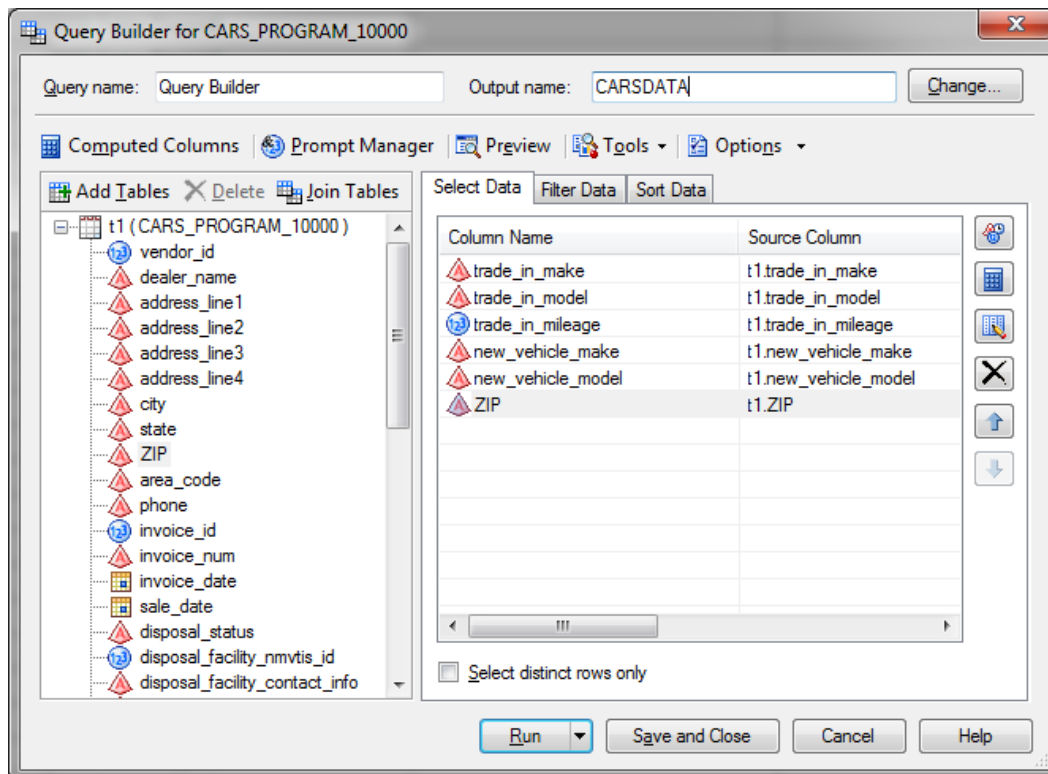 Query Builder for CARS_PROGRAM_10000
Query name: Query Builder Output name: CARSDATA Change...
Computed Columns Prompt Manager Preview Tools Options
Add Tables Delete Join Tables
t1 (CARS_PROGRAM_10000)
vendor_id
dealer_name
address_line1
address_line2
address_line3
address_line4
city
state
ZIP
area_code
phone
invoice_id
invoice_num
invoice_date
sale_date
disposal_status
disposal_facility_nmvtis_id
disposal_facility_contact_info
Select Data Filter Data Sort Data
Column Name Source Column
trade_in_make t1.trade_in_make
trade_in_model t1.trade_in_model
trade_in_mileage t1.trade_in_mileage
new_vehicle_make t1.new_vehicle_make
new_vehicle_model t1.new_vehicle_model
ZIP t1.ZIP
Select distinct rows only
Run Save and Close Cancel Help